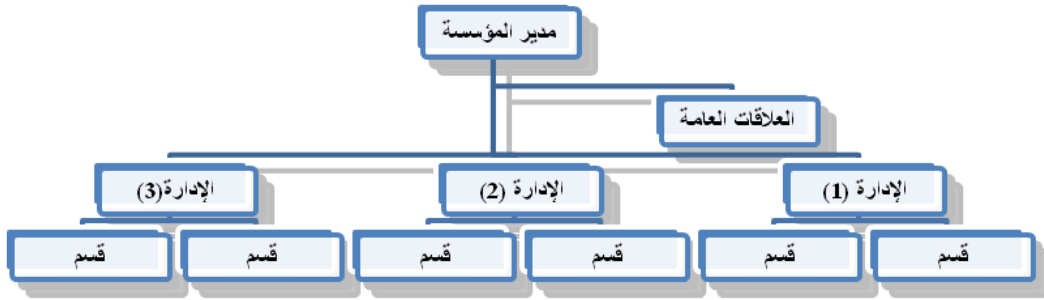 مدير المؤسسة
العلاقات العامة
الإدارة (1)
الإدارة (2)
الإدارة(3)
قسم
قسم
قسم
قسم
قسم
قسم